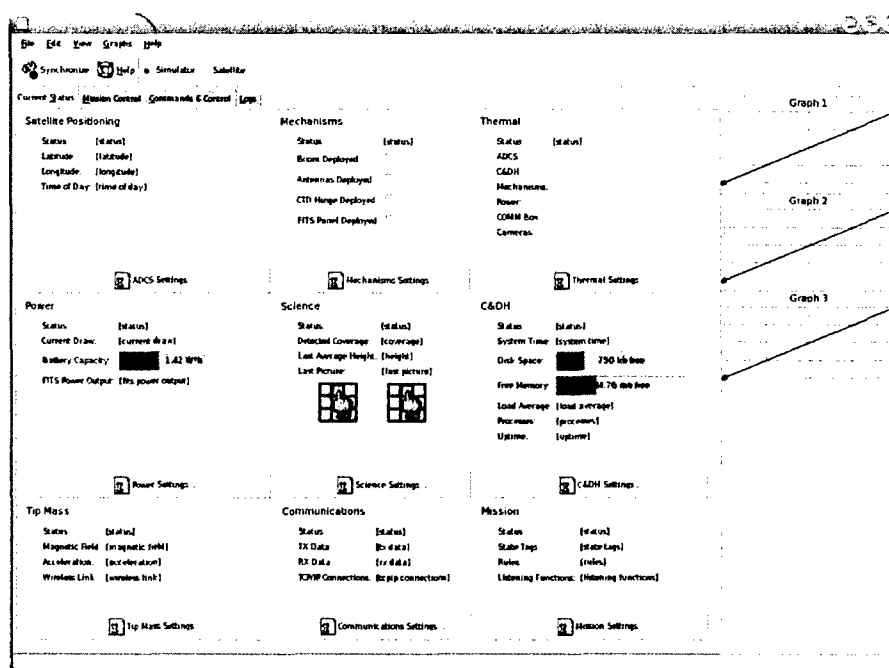 File Edit View Graphs Help
Synchronize Help Simulator Satellite
Current Status Mission Control Commands & Control Logs
Satellite Positioning
Status [status]
Latitude [latitude]
Longitude [longitude]
Time of Day [time of day]
ADCS Settings
Mechanisms
Status [status]
Boom Deployed
Antennas Deployed
CTD Hinge Deployed
FITS Panel Deployed
Mechanisms Settings
Thermal
Status [status]
ADCS
C&DH
Mechanisms
Power
COMM Box
Cameras
Thermal Settings
Graph 1
Graph 2
Graph 3
Power
Status [status]
Current Draw: [current draw]
Battery Capacity 1.42 W*h
FITS Power Output [fits power output]
Power Settings
Science
Status [status]
Detected Coverage [coverage]
Last Average Height: [height]
Last Picture [last picture]
Science Settings
C&DH
Status [status]
System Time [system time]
Disk Space 750 kb free
Free Memory 4.76 mb free
Load Average [load average]
Processes [processes]
Uptime: [uptime]
C&DH Settings
Tip Mass
Status [status]
Magnetic Field [magnetic field]
Acceleration: [acceleration]
Wireless Link [wireless link]
Tip Mass Settings
Communications
Status [status]
TX Data [tx data]
RX Data [rx data]
TCP/IP Connections: [tcpip connections]
Communications Settings
Mission
Status [status]
State Tags [state tags]
Rules [rules]
Listening Functions: [listening functions]
Mission Settings